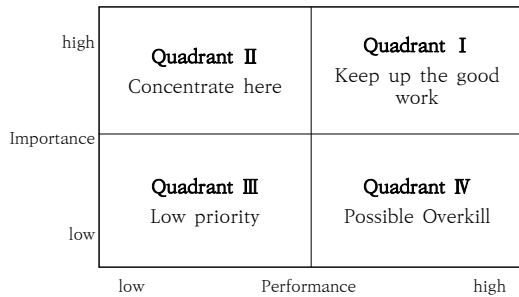 high
Quadrant Ⅱ
Concentrate here
Quadrant Ⅰ
Keep up the good
work
Importance
Quadrant Ⅲ
Low priority
Quadrant Ⅳ
Possible Overkill
low
low
Performance
high